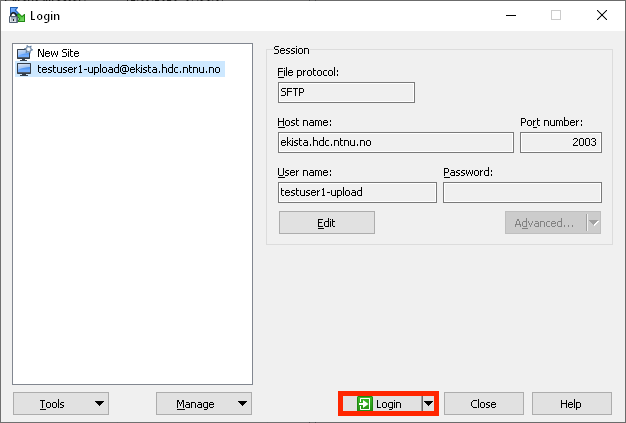 Login
New Site
testuser1-upload@ekista.hdc.ntnu.no
Session
File protocol:
SFTP
Host name:
Port number:
ekista.hdc.ntnu.no
2003
User name:
Password:
testuser1-upload
Edit
Advanced...
Tools
Manage
Login
Close
Help